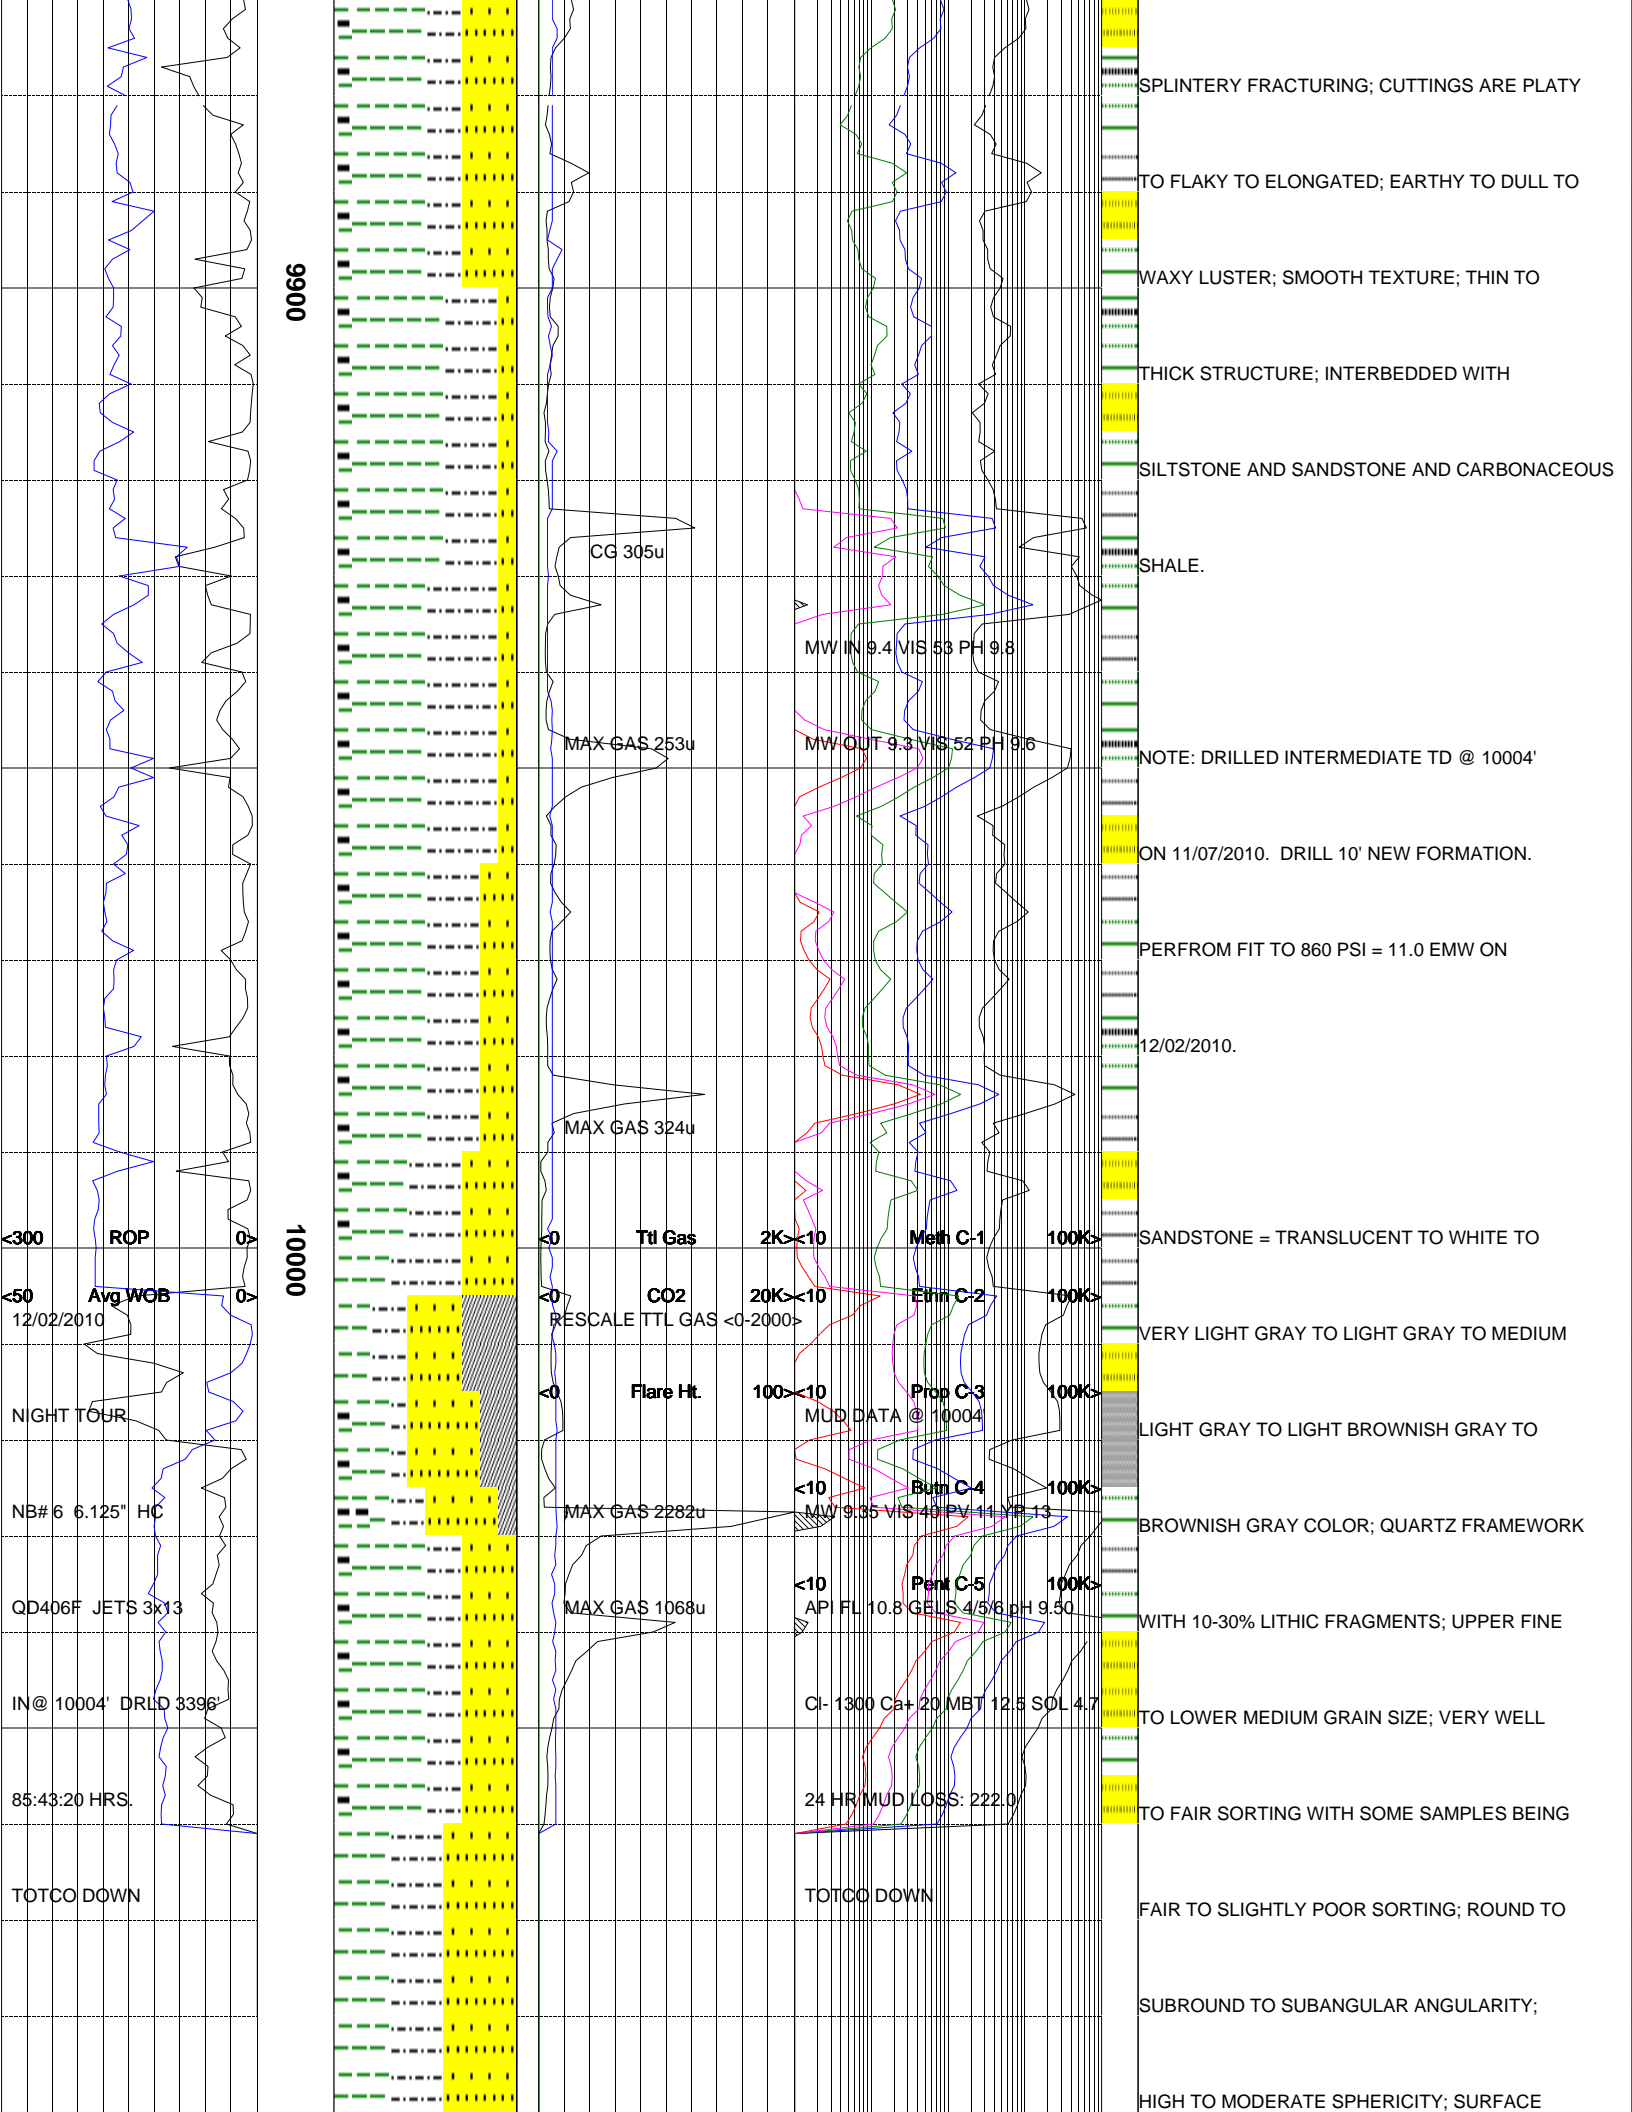 SPLINTERY FRACTURING; CUTTINGS ARE PLATY
TO FLAKY TO ELONGATED; EARTHY TO DULL TO
9900
WAXY LUSTER; SMOOTH TEXTURE; THIN TO
THICK STRUCTURE; INTERBEDDED WITH
SILTSTONE AND SANDSTONE AND CARBONACEOUS
CG 305u
SHALE.
MW IN 9.4 VIS 53 PH 9.8
MAX GAS 253u
MW OUT 9.3 VIS 52 PH 9.6
NOTE: DRILLED INTERMEDIATE TD @ 10004'
ON 11/07/2010. DRILL 10' NEW FORMATION.
PERFROM FIT TO 860 PSI = 11.0 EMW ON
12/02/2010.
MAX GAS 324u
10000
<300 ROP 0>
<0 Ttl Gas 2K>
<10 Meth C-1 100K>
SANDSTONE = TRANSLUCENT TO WHITE TO
<50 Avg WOB 0>
<0 CO2 20K>
<10 Ethn C-2 100K>
12/02/2010
RESCALE TTL GAS <0-2000>
VERY LIGHT GRAY TO LIGHT GRAY TO MEDIUM
<0 Flare Ht. 100>
<10 Prop C-3 100K>
NIGHT TOUR
MUD DATA @ 10004'
LIGHT GRAY TO LIGHT BROWNISH GRAY TO
<10 Butn C-4 100K>
NB# 6 6.125" HC
MAX GAS 2282u
MW 9.35 VIS 40 PV 11 YP 13
BROWNISH GRAY COLOR; QUARTZ FRAMEWORK
<10 Pent C-5 100K>
QD406F JETS 3x13
MAX GAS 1068u
API FL 10.8 GELS 4/5/6 pH 9.50
WITH 10-30% LITHIC FRAGMENTS; UPPER FINE
IN@ 10004' DRLD 3396'
Cl- 1300 Ca+ 20 MBT 12.5 SOL 4.7
TO LOWER MEDIUM GRAIN SIZE; VERY WELL
85:43:20 HRS.
24 HR MUD LOSS: 222.0
TO FAIR SORTING WITH SOME SAMPLES BEING
TOTCO DOWN
TOTCO DOWN
FAIR TO SLIGHTLY POOR SORTING; ROUND TO
SUBROUND TO SUBANGULAR ANGULARITY;
HIGH TO MODERATE SPHERICITY; SURFACE